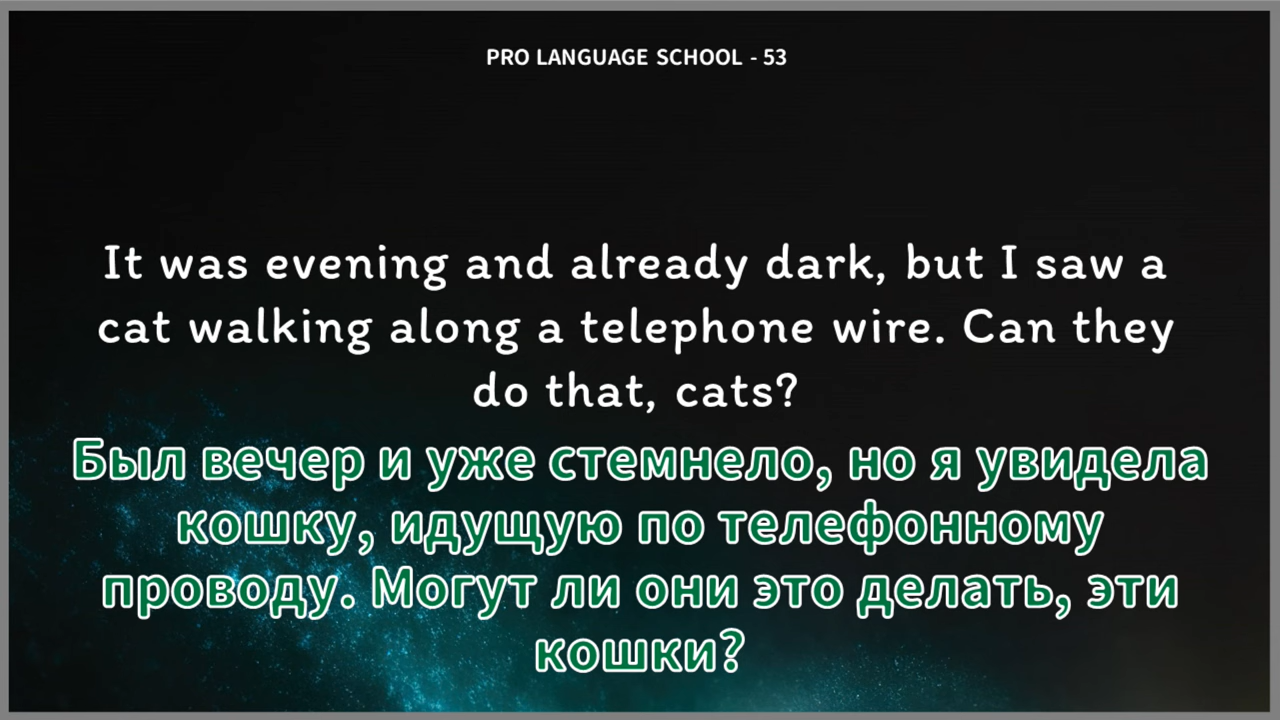 PRO LANGUAGE SCHOOL - 53
It was evening and already dark, but I saw a
cat walking along a telephone wire. Can they
do that, cats?
Был вечер и уже стемнело, но я увидела
кошку, идущую по телефонному
проводу. Могут ли они это делать, эти
кошки?